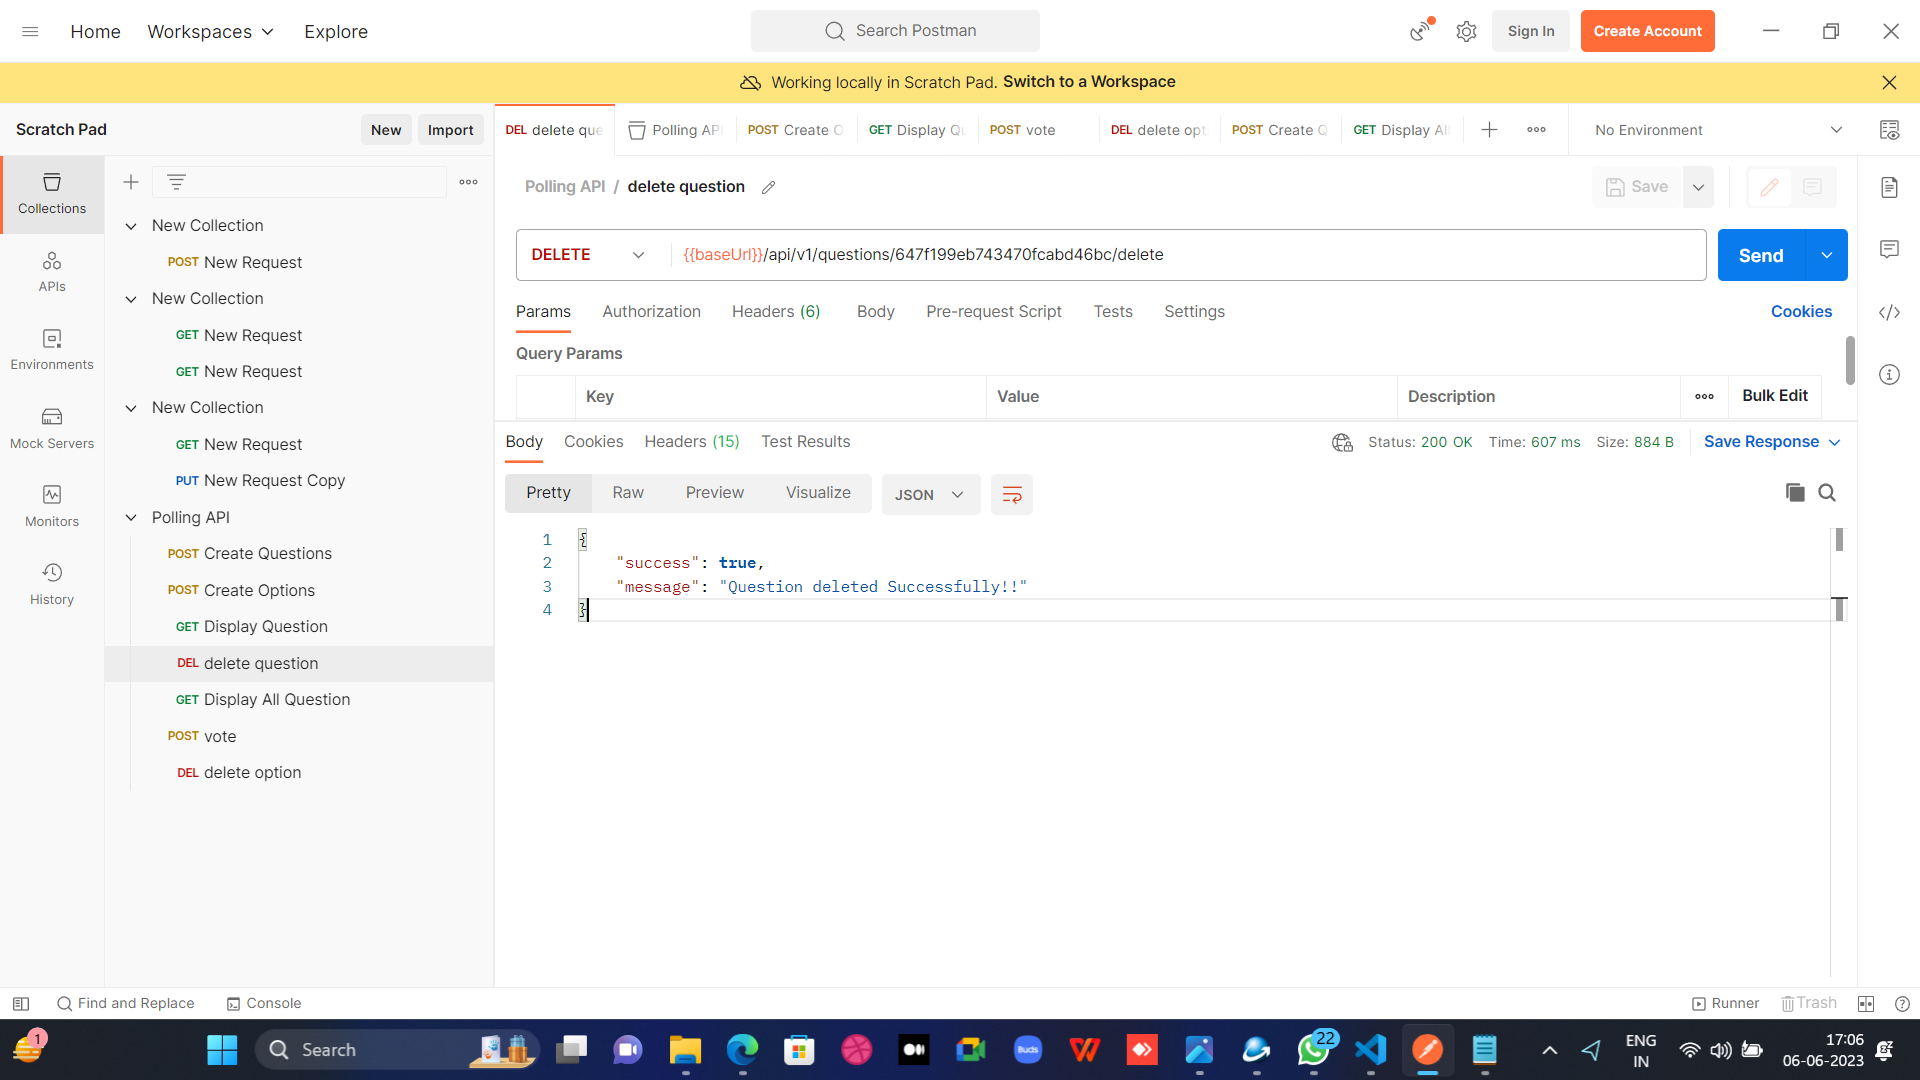 Home
Workspaces
Explore
Search Postman
Sign In
Create Account
Working locally in Scratch Pad. Switch to a Workspace
Scratch Pad
New
Import
DEL delete que
Polling AP
POST Create O
GET Display Qu
POST vote
DEL delete opt
POST Create Q
GET Display All
No Environment
Collections
APIs
Environments
Mock Servers
Monitors
History
New Collection
POST New Request
New Collection
GET New Request
GET New Request
New Collection
GET New Request
PUT New Request Copy
Polling API
POST Create Questions
POST Create Options
GET Display Question
DEL delete question
GET Display All Question
POST vote
DEL delete option
Polling API / delete question
Save
DELETE
{{baseUrl}}/api/v1/questions/647f199eb743470fcabd46bc/delete
Send
Params
Authorization
Headers (6)
Body
Pre-request Script
Tests
Settings
Cookies
Query Params
Key
Value
Description
Bulk Edit
Body
Cookies
Headers (15)
Test Results
Status: 200 OK
Time: 607 ms
Size: 884 B
Save Response
Pretty
Raw
Preview
Visualize
JSON
1 {
2 "success": true,
3 "message": "Question deleted Successfully!!"
4 }
Find and Replace
Console
Runner
Trash
1
Search
Buds
22
ENG
IN
17:06
06-06-2023